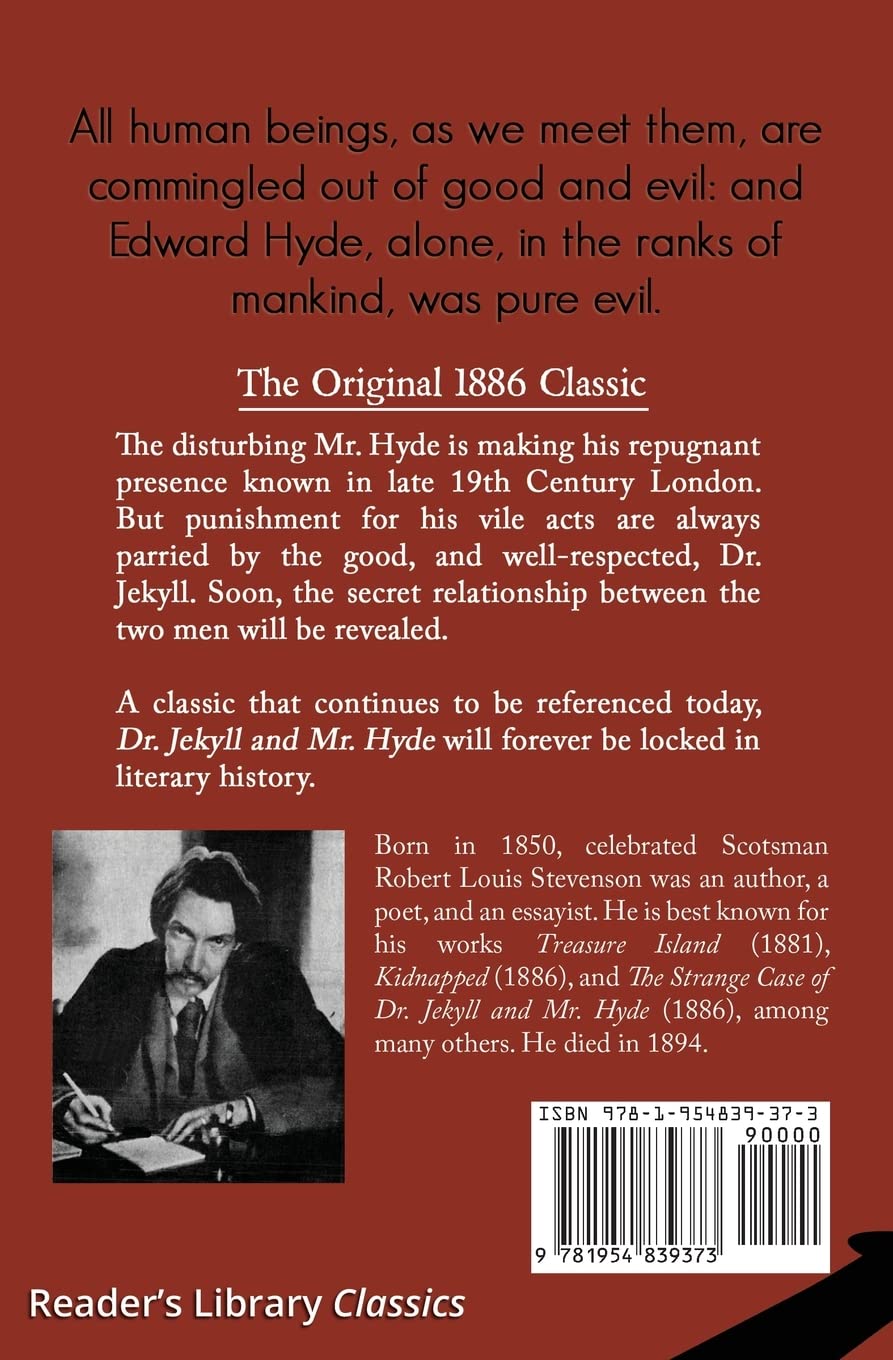 All human beings, as we meet them, are
commingled out of good and evil: and
Edward Hyde, alone, in the ranks of
mankind, was pure evil.
The Original 1886 Classic
The disturbing Mr. Hyde is making his repugnant
presence known in late 19th Century London.
But punishment for his vile acts are always
parried by the good, and well-respected, Dr.
Jekyll. Soon, the secret relationship between the
two men will be revealed.
A classic that continues to be referenced today,
Dr. Jekyll and Mr. Hyde will forever be locked in
literary history.
Born in 1850, celebrated Scotsman
Robert Louis Stevenson was an author, a
poet, and an essayist. He is best known for
his works Treasure Island (1881),
Kidnapped (1886), and The Strange Case of
Dr. Jekyll and Mr. Hyde (1886), among
many others. He died in 1894.
ISBN 978-1-954839-37-3
90000
9 781954 839373
Reader's Library Classics